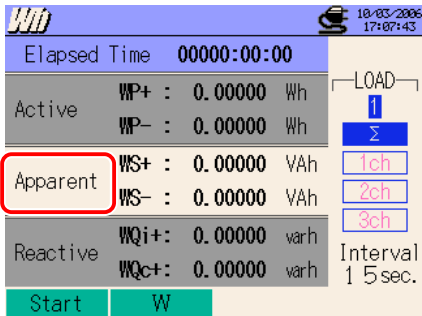 Wh
10/03/2006
17:07:43
Elapsed Time 00000:00:00
Active
WP+ : 0.00000 Wh
WP- : 0.00000 Wh
Apparent
WS+ : 0.00000 VAh
WS- : 0.00000 VAh
Reactive
WQi+: 0.00000 varh
WQc+: 0.00000 varh
LOAD
1
Σ
1ch
2ch
3ch
Interval
15sec.
Start W